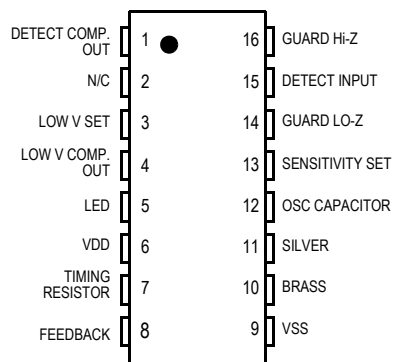 DETECT COMP.
OUT
1
16
GUARD Hi-Z
N/C
2
15
DETECT INPUT
LOW V SET
3
14
GUARD LO-Z
LOW V COMP.
OUT
4
13
SENSITIVITY SET
LED
5
12
OSC CAPACITOR
VDD
6
11
SILVER
TIMING
RESISTOR
7
10
BRASS
FEEDBACK
8
9
VSS